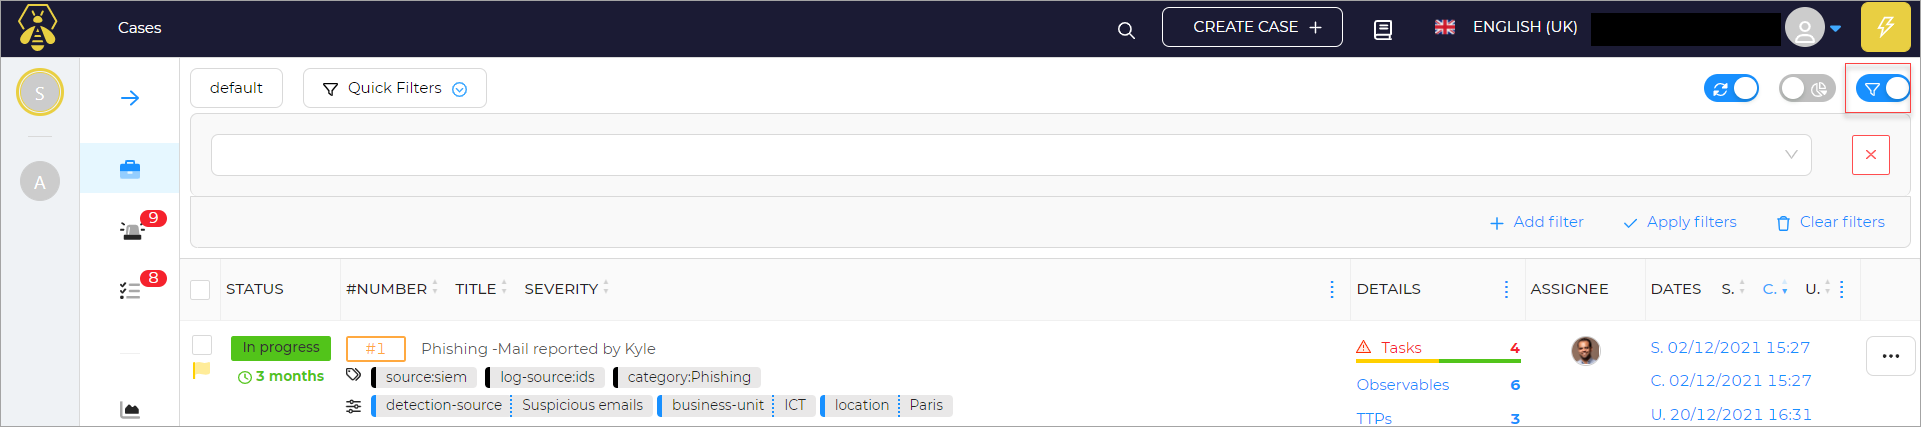 Cases
CREATE CASE +
ENGLISH (UK)
S
default
Quick Filters
A
9
Add filter
Apply filters
Clear filters
8
STATUS
#NUMBER
TITLE
SEVERITY
DETAILS
ASSIGNEE
DATES
S.
C.
U.
In progress
#1
Phishing -Mail reported by Kyle
Tasks 4
S. 02/12/2021 15:27
3 months
source:siem
log-source:ids
category:Phishing
Observables 6
C. 02/12/2021 15:27
detection-source
Suspicious emails
business-unit
ICT
location
Paris
TTPs 3
U. 20/12/2021 16:31